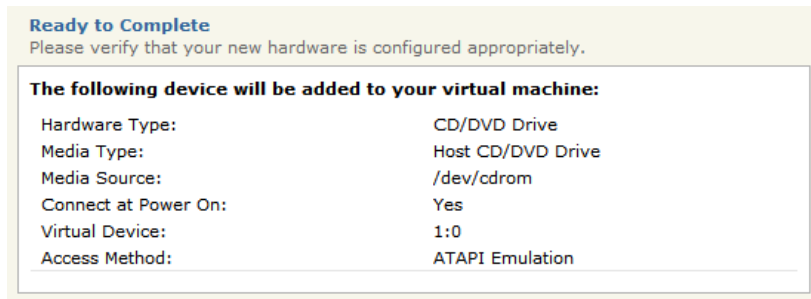 Ready to Complete
Please verify that your new hardware is configured appropriately.
The following device will be added to your virtual machine:
Hardware Type: CD/DVD Drive
Media Type: Host CD/DVD Drive
Media Source: /dev/cdrom
Connect at Power On: Yes
Virtual Device: 1:0
Access Method: ATAPI Emulation